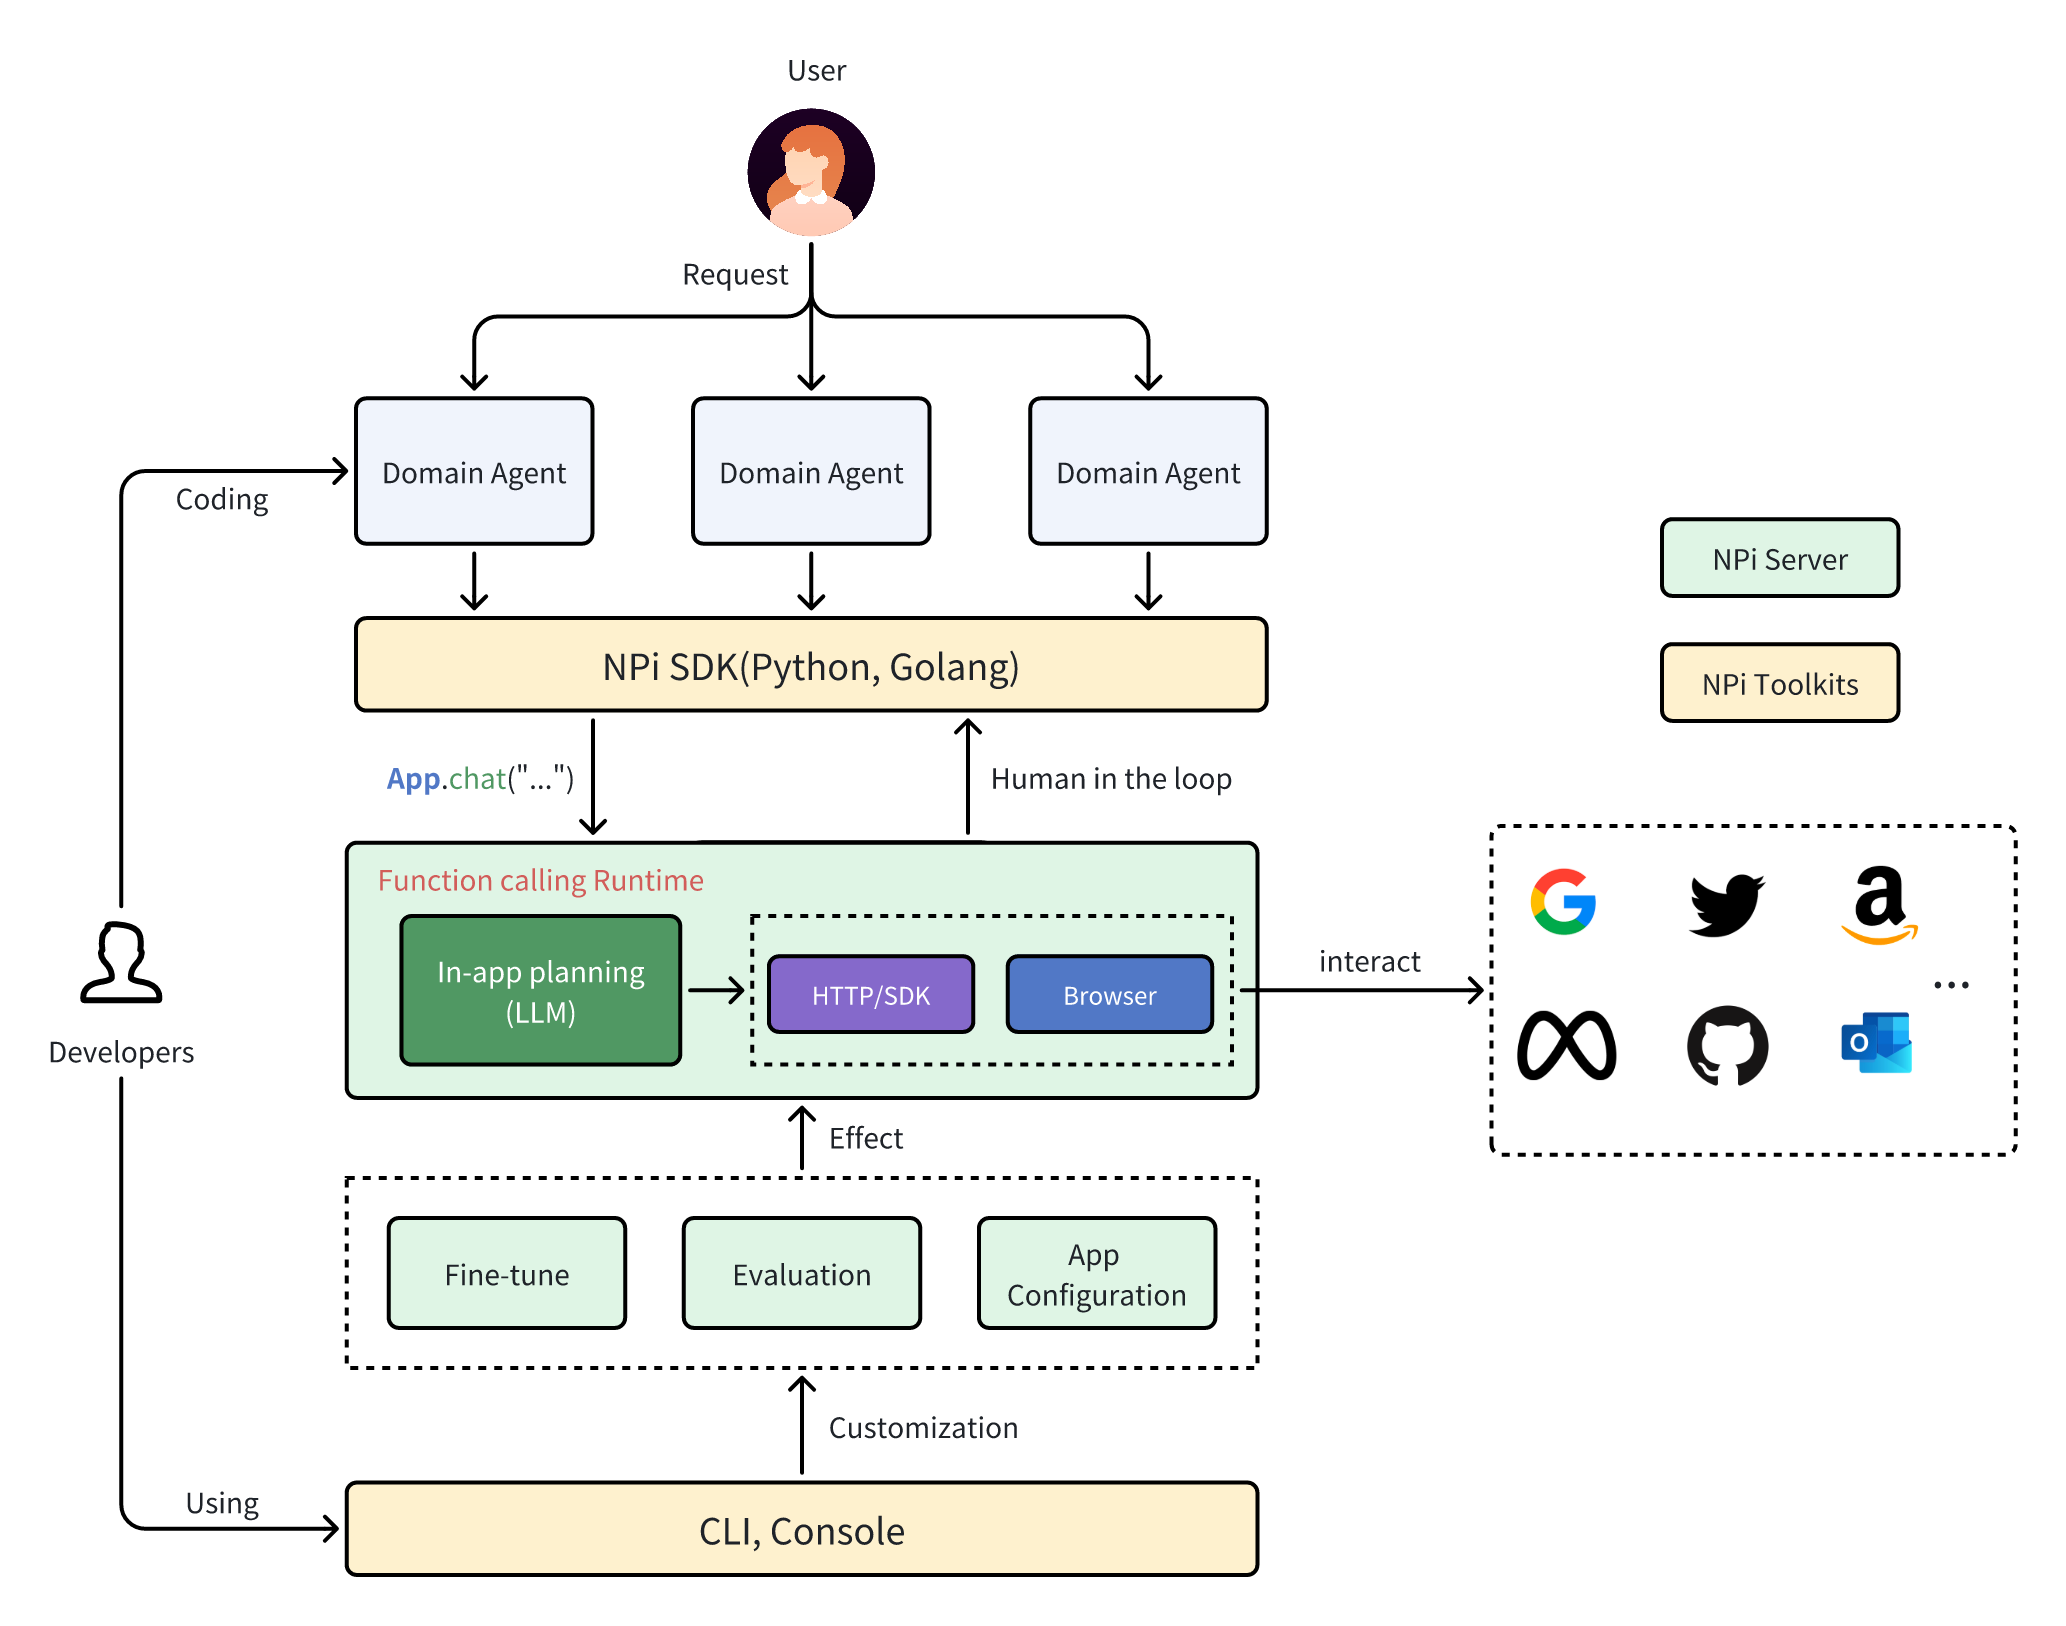 User
Request
Domain Agent
Domain Agent
Domain Agent
Coding
NPi Server
NPi SDK(Python, Golang)
NPi Toolkits
App.chat("...")
Human in the loop
Function calling Runtime
In-app planning
(LLM)
HTTP/SDK
Browser
interact
a
...
O
Developers
Effect
Fine-tune
Evaluation
App
Configuration
Customization
Using
CLI, Console